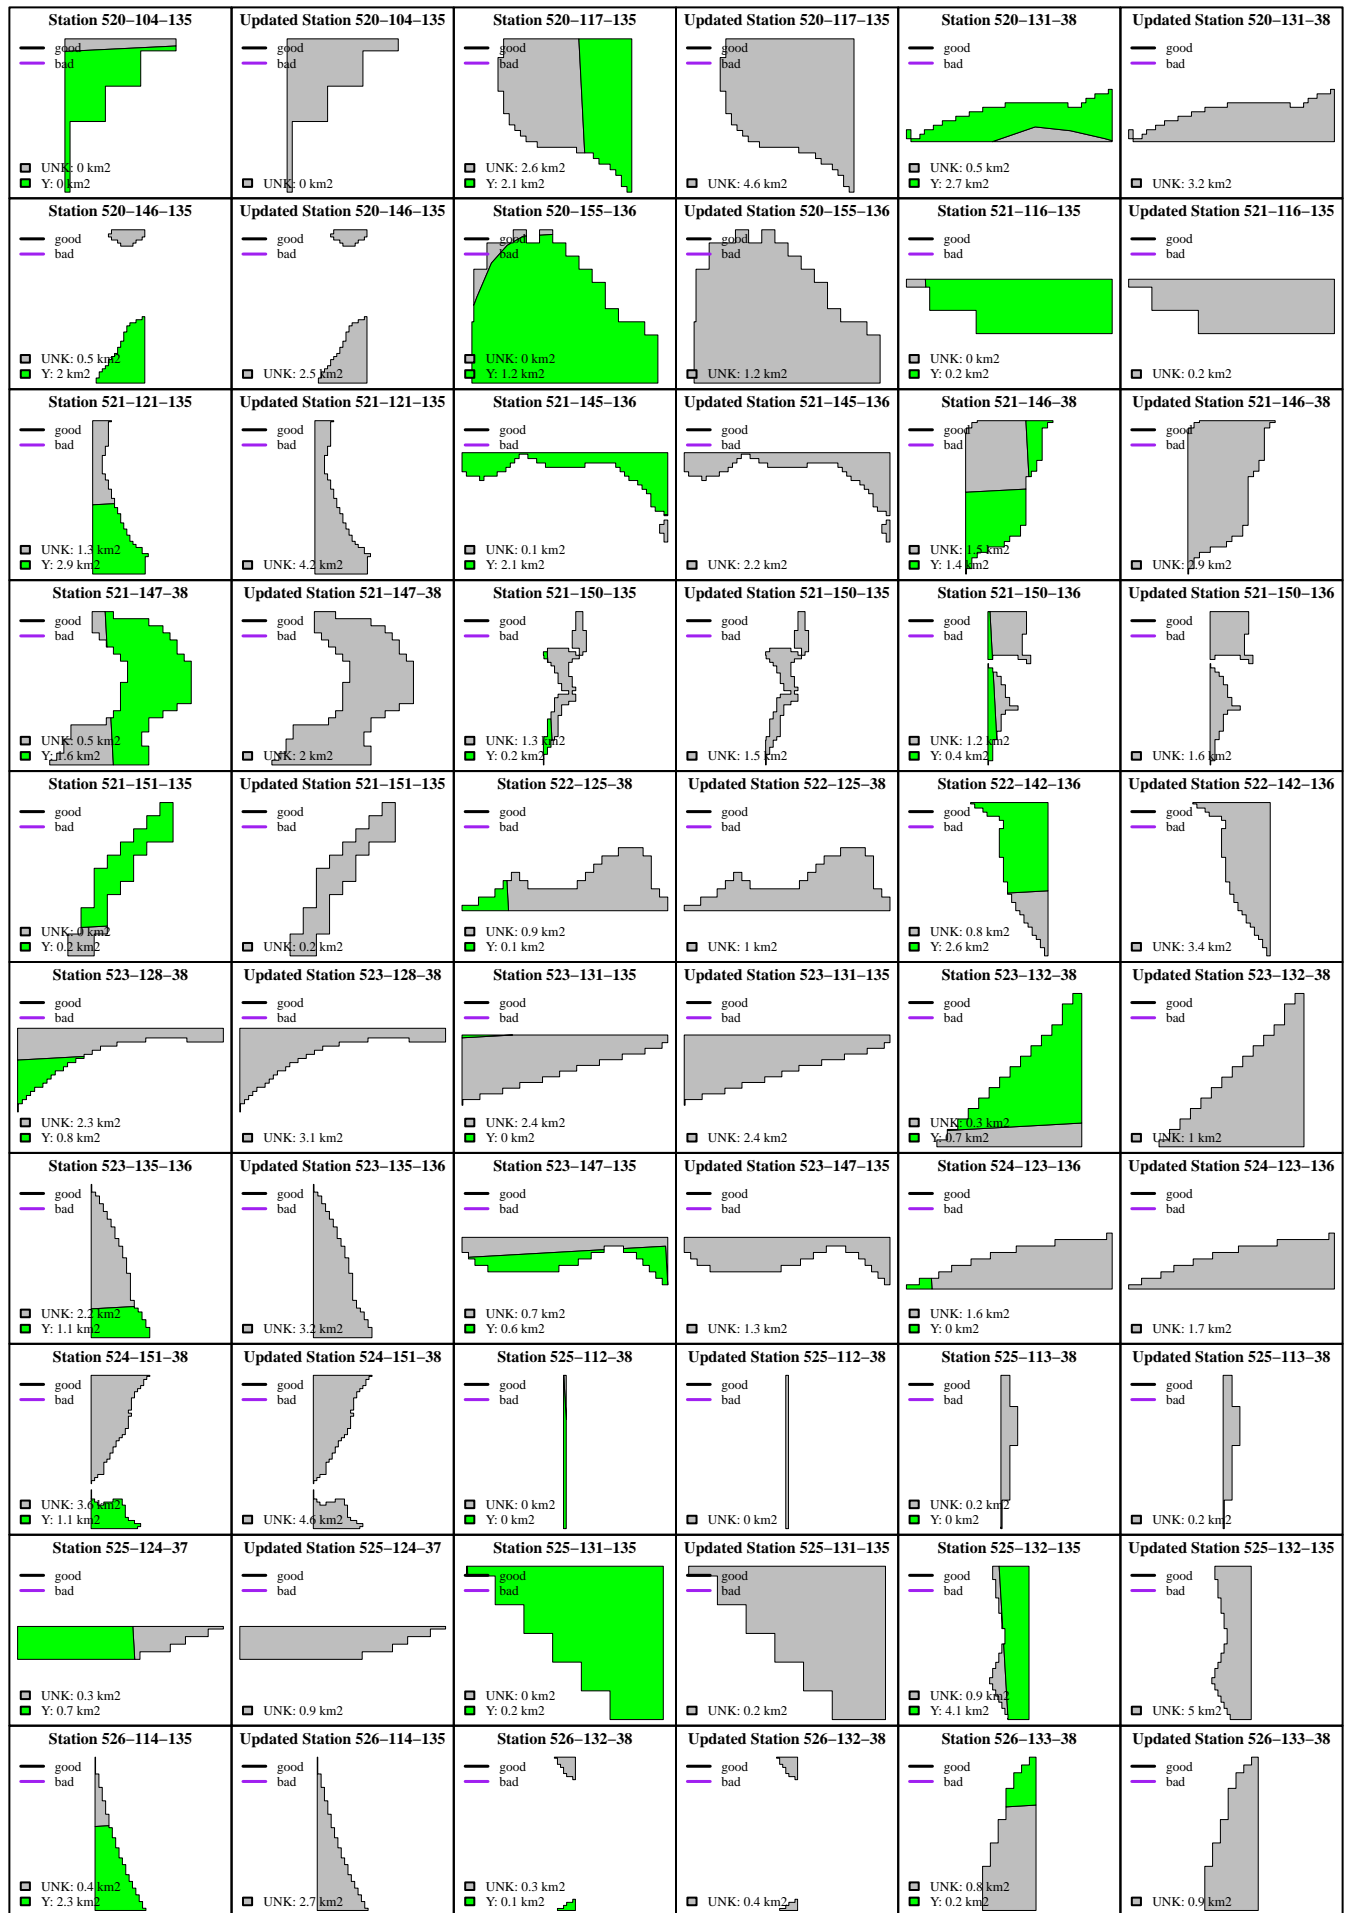 Station 520−104−135
good
bad
UNK: 0 km2
Y: 0 km2
Updated Station 520−104−135
good
bad
UNK: 0 km2
Station 520−117−135
good
bad
UNK: 2.6 km2
Y: 2.1 km2
Updated Station 520−117−135
good
bad
UNK: 4.6 km2
Station 520−131−38
good
bad
UNK: 0.5 km2
Y: 2.7 km2
Updated Station 520−131−38
good
bad
UNK: 3.2 km2
Station 520−146−135
good
bad
UNK: 0.5 km2
Y: 2 km2
Updated Station 520−146−135
good
bad
UNK: 2.5 km2
Station 520−155−136
good
bad
UNK: 0 km2
Y: 1.2 km2
Updated Station 520−155−136
good
bad
UNK: 1.2 km2
Station 521−116−135
good
bad
UNK: 0 km2
Y: 0.2 km2
Updated Station 521−116−135
good
bad
UNK: 0.2 km2
Station 521−121−135
good
bad
UNK: 1.3 km2
Y: 2.9 km2
Updated Station 521−121−135
good
bad
UNK: 4.2 km2
Station 521−145−136
good
bad
UNK: 0.1 km2
Y: 2.1 km2
Updated Station 521−145−136
good
bad
UNK: 2.2 km2
Station 521−146−38
good
bad
UNK: 1.5 km2
Y: 1.4 km2
Updated Station 521−146−38
good
bad
UNK: 2.9 km2
Station 521−147−38
good
bad
UNK: 0.5 km2
Y: 1.6 km2
Updated Station 521−147−38
good
bad
UNK: 2 km2
Station 521−150−135
good
bad
UNK: 1.3 km2
Y: 0.2 km2
Updated Station 521−150−135
good
bad
UNK: 1.5 km2
Station 521−150−136
good
bad
UNK: 1.2 km2
Y: 0.4 km2
Updated Station 521−150−136
good
bad
UNK: 1.6 km2
Station 521−151−135
good
bad
UNK: 0 km2
Y: 0.2 km2
Updated Station 521−151−135
good
bad
UNK: 0.2 km2
Station 522−125−38
good
bad
UNK: 0.9 km2
Y: 0.1 km2
Updated Station 522−125−38
good
bad
UNK: 1 km2
Station 522−142−136
good
bad
UNK: 0.8 km2
Y: 2.6 km2
Updated Station 522−142−136
good
bad
UNK: 3.4 km2
Station 523−128−38
good
bad
UNK: 2.3 km2
Y: 0.8 km2
Updated Station 523−128−38
good
bad
UNK: 3.1 km2
Station 523−131−135
good
bad
UNK: 2.4 km2
Y: 0 km2
Updated Station 523−131−135
good
bad
UNK: 2.4 km2
Station 523−132−38
good
bad
UNK: 0.3 km2
Y: 0.7 km2
Updated Station 523−132−38
good
bad
UNK: 1 km2
Station 523−135−136
good
bad
UNK: 2.2 km2
Y: 1.1 km2
Updated Station 523−135−136
good
bad
UNK: 3.2 km2
Station 523−147−135
good
bad
UNK: 0.7 km2
Y: 0.6 km2
Updated Station 523−147−135
good
bad
UNK: 1.3 km2
Station 524−123−136
good
bad
UNK: 1.6 km2
Y: 0 km2
Updated Station 524−123−136
good
bad
UNK: 1.7 km2
Station 524−151−38
good
bad
UNK: 3.6 km2
Y: 1.1 km2
Updated Station 524−151−38
good
bad
UNK: 4.6 km2
Station 525−112−38
good
bad
UNK: 0 km2
Y: 0 km2
Updated Station 525−112−38
good
bad
UNK: 0 km2
Station 525−113−38
good
bad
UNK: 0.2 km2
Y: 0 km2
Updated Station 525−113−38
good
bad
UNK: 0.2 km2
Station 525−124−37
good
bad
UNK: 0.3 km2
Y: 0.7 km2
Updated Station 525−124−37
good
bad
UNK: 0.9 km2
Station 525−131−135
good
bad
UNK: 0 km2
Y: 0.2 km2
Updated Station 525−131−135
good
bad
UNK: 0.2 km2
Station 525−132−135
good
bad
UNK: 0.9 km2
Y: 4.1 km2
Updated Station 525−132−135
good
bad
UNK: 5 km2
Station 526−114−135
good
bad
UNK: 0.4 km2
Y: 2.3 km2
Updated Station 526−114−135
good
bad
UNK: 2.7 km2
Station 526−132−38
good
bad
UNK: 0.3 km2
Y: 0.1 km2
Updated Station 526−132−38
good
bad
UNK: 0.4 km2
Station 526−133−38
good
bad
UNK: 0.8 km2
Y: 0.2 km2
Updated Station 526−133−38
good
bad
UNK: 0.9 km2